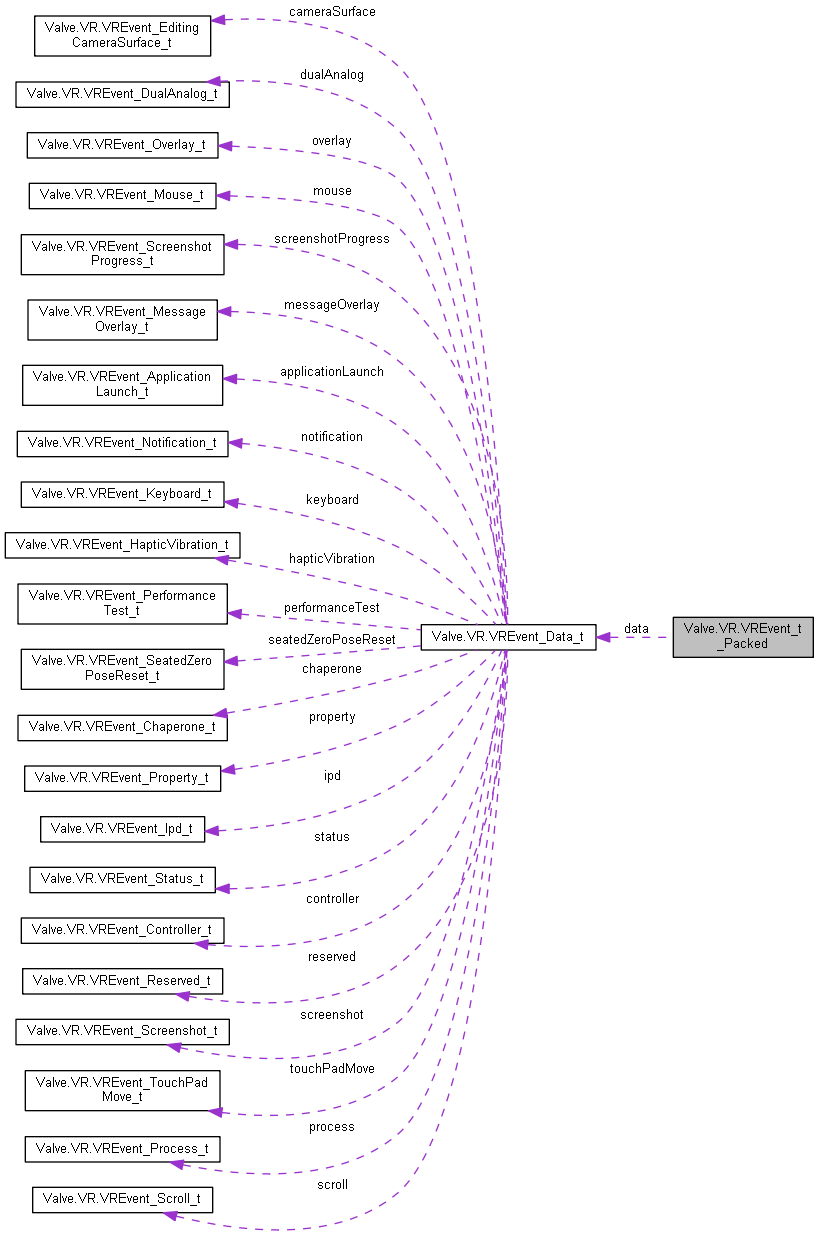 cameraSurface
Valve.VR.VREvent_Editing
CameraSurface_t
dualAnalog
Valve.VR.VREvent_DualAnalog_t
overlay
Valve.VR.VREvent_Overlay_t
mouse
Valve.VR.VREvent_Mouse_t
screenshotProgress
Valve.VR.VREvent_Screenshot
Progress_t
messageOverlay
Valve.VR.VREvent_Message
Overlay_t
applicationLaunch
Valve.VR.VREvent_Application
Launch_t
notification
Valve.VR.VREvent_Notification_t
keyboard
Valve.VR.VREvent_Keyboard_t
hapticVibration
Valve.VR.VREvent_HapticVibration_t
performanceTest
Valve.VR.VREvent_Performance
Test_t
seatedZeroPoseReset
Valve.VR.VREvent_SeatedZero
PoseReset_t
Valve.VR.VREvent_Data_t
data
Valve.VR.VREvent_t
_Packed
chaperone
Valve.VR.VREvent_Chaperone_t
property
Valve.VR.VREvent_Property_t
ipd
Valve.VR.VREvent_Ipd_t
status
Valve.VR.VREvent_Status_t
controller
Valve.VR.VREvent_Controller_t
reserved
Valve.VR.VREvent_Reserved_t
screenshot
Valve.VR.VREvent_Screenshot_t
touchPadMove
Valve.VR.VREvent_TouchPad
Move_t
process
Valve.VR.VREvent_Process_t
scroll
Valve.VR.VREvent_Scroll_t